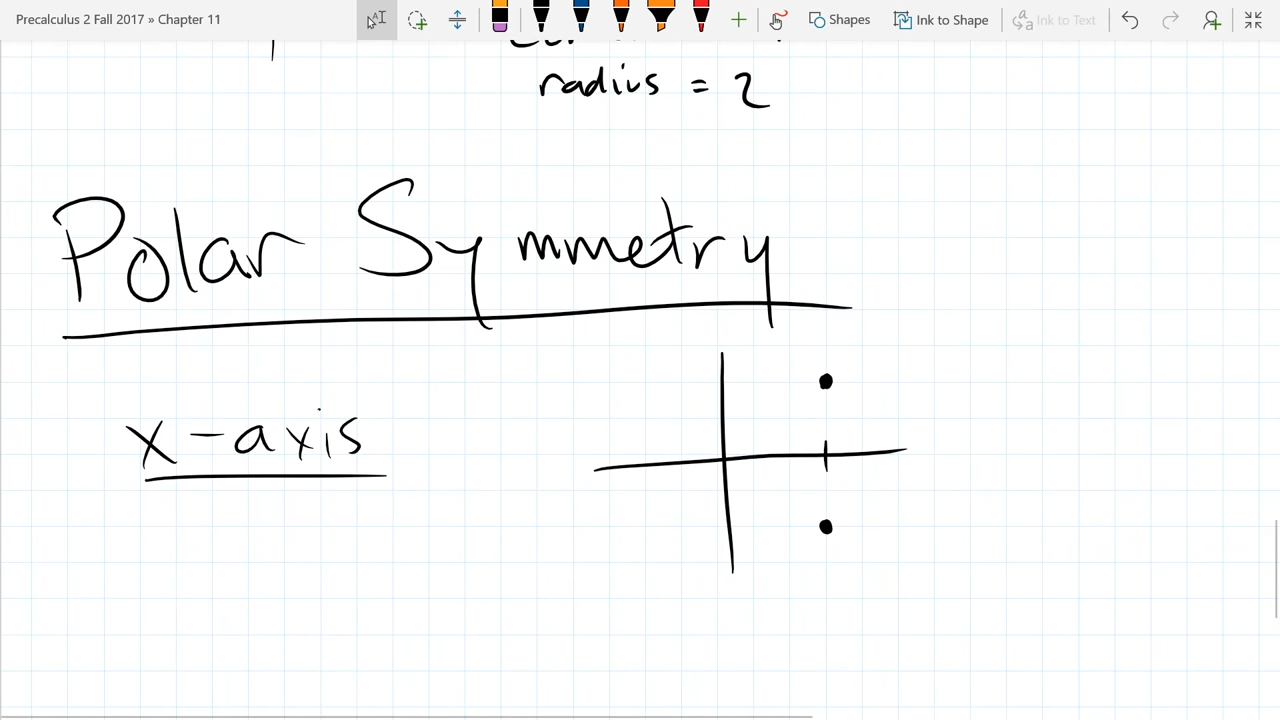 Precalculus 2 Fall 2017 » Chapter 11
Shapes
Ink to Shape
Ink to Text
radius = 2
Polar Symmetry
x-axis